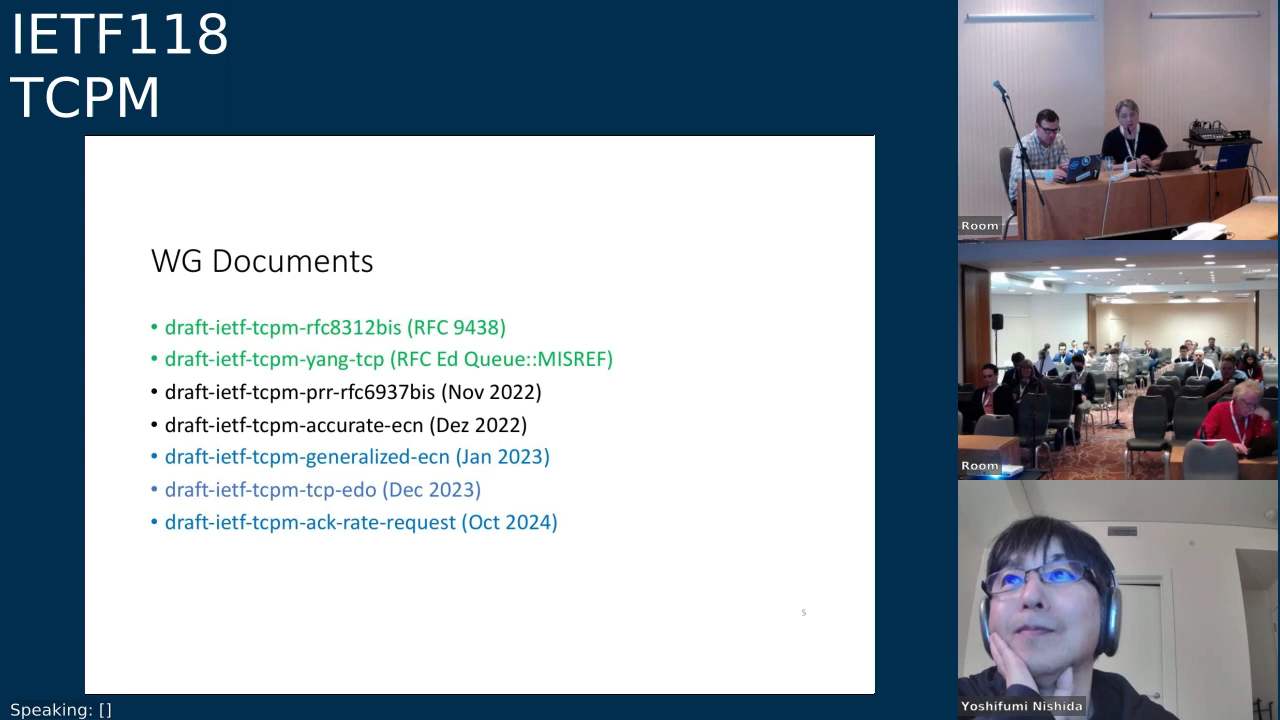 IETF118
TCPM
WG Documents
• draft-ietf-tcpm-rfc8312bis (RFC 9438)
• draft-ietf-tcpm-yang-tcp (RFC Ed Queue::MISREF)
• draft-ietf-tcpm-prr-rfc6937bis (Nov 2022)
• draft-ietf-tcpm-accurate-ecn (Dez 2022)
• draft-ietf-tcpm-generalized-ecn (Jan 2023)
• draft-ietf-tcpm-tcp-edo (Dec 2023)
• draft-ietf-tcpm-ack-rate-request (Oct 2024)
5
Speaking: []
Room
Room
Yoshifumi Nishida